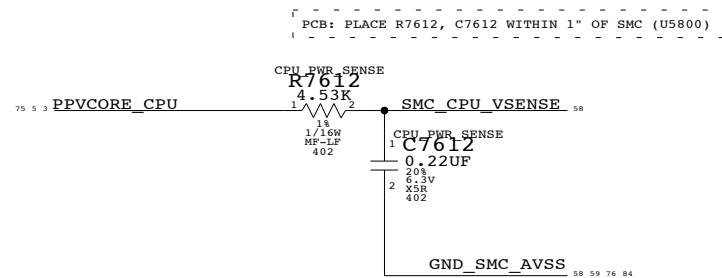 PCB: PLACE R7612, C7612 WITHIN 1" OF SMC (U5800)
CPU_PWR_SENSE
R7612
4.53K
75 5 3 PPVCORE_CPU
1 2
SMC_CPU_VSENSE 58
1%
1/16W
MF-LF
402
CPU_PWR_SENSE
1 C7612
0.22UF
20%
6.3V
2 X5R
402
GND_SMC_AVSS 58 59 76 84